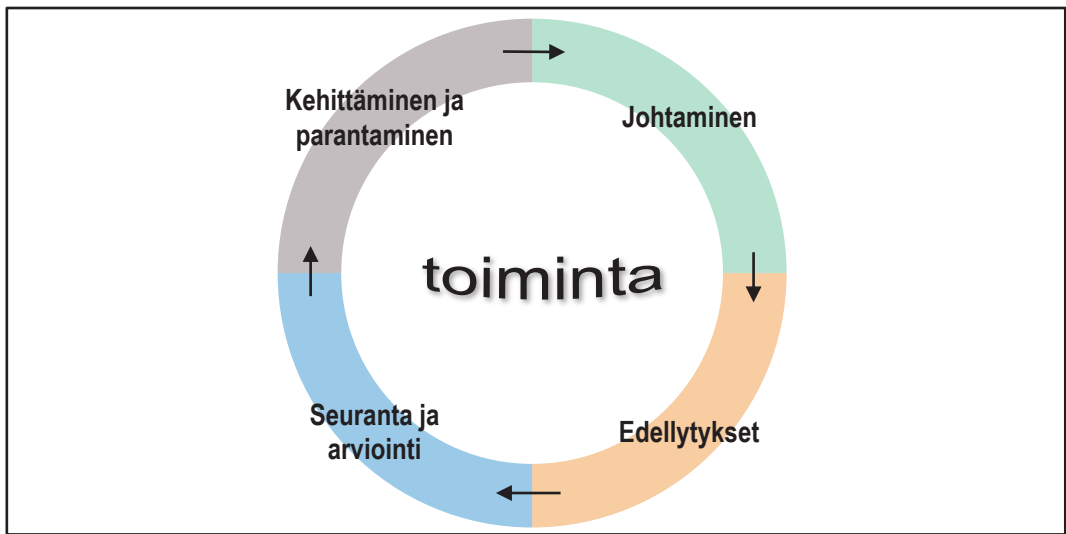 Kehittäminen ja
parantaminen
Johtaminen
toiminta
Seuranta ja
arviointi
Edellytykset